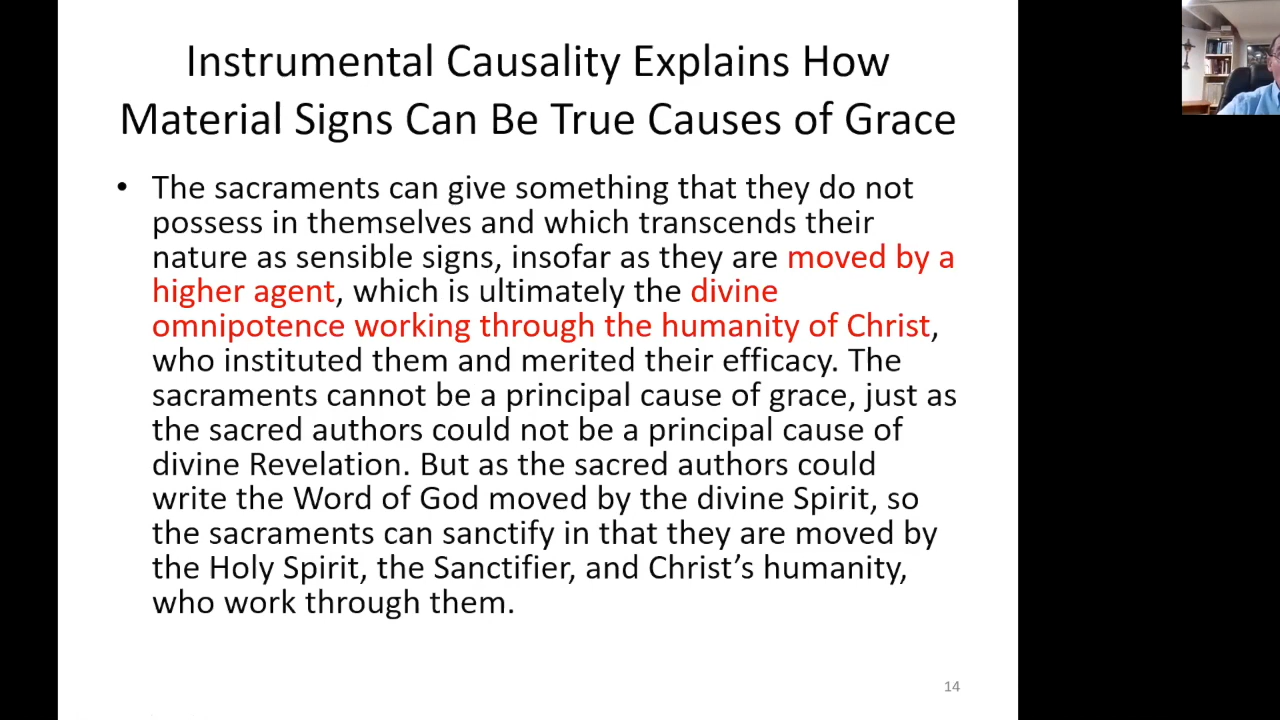 Instrumental Causality Explains How
Material Signs Can Be True Causes of Grace
• The sacraments can give something that they do not
possess in themselves and which transcends their
nature as sensible signs, insofar as they are moved by a
higher agent, which is ultimately the divine
omnipotence working through the humanity of Christ,
who instituted them and merited their efficacy. The
sacraments cannot be a principal cause of grace, just as
the sacred authors could not be a principal cause of
divine Revelation. But as the sacred authors could
write the Word of God moved by the divine Spirit, so
the sacraments can sanctify in that they are moved by
the Holy Spirit, the Sanctifier, and Christ’s humanity,
who work through them.
14